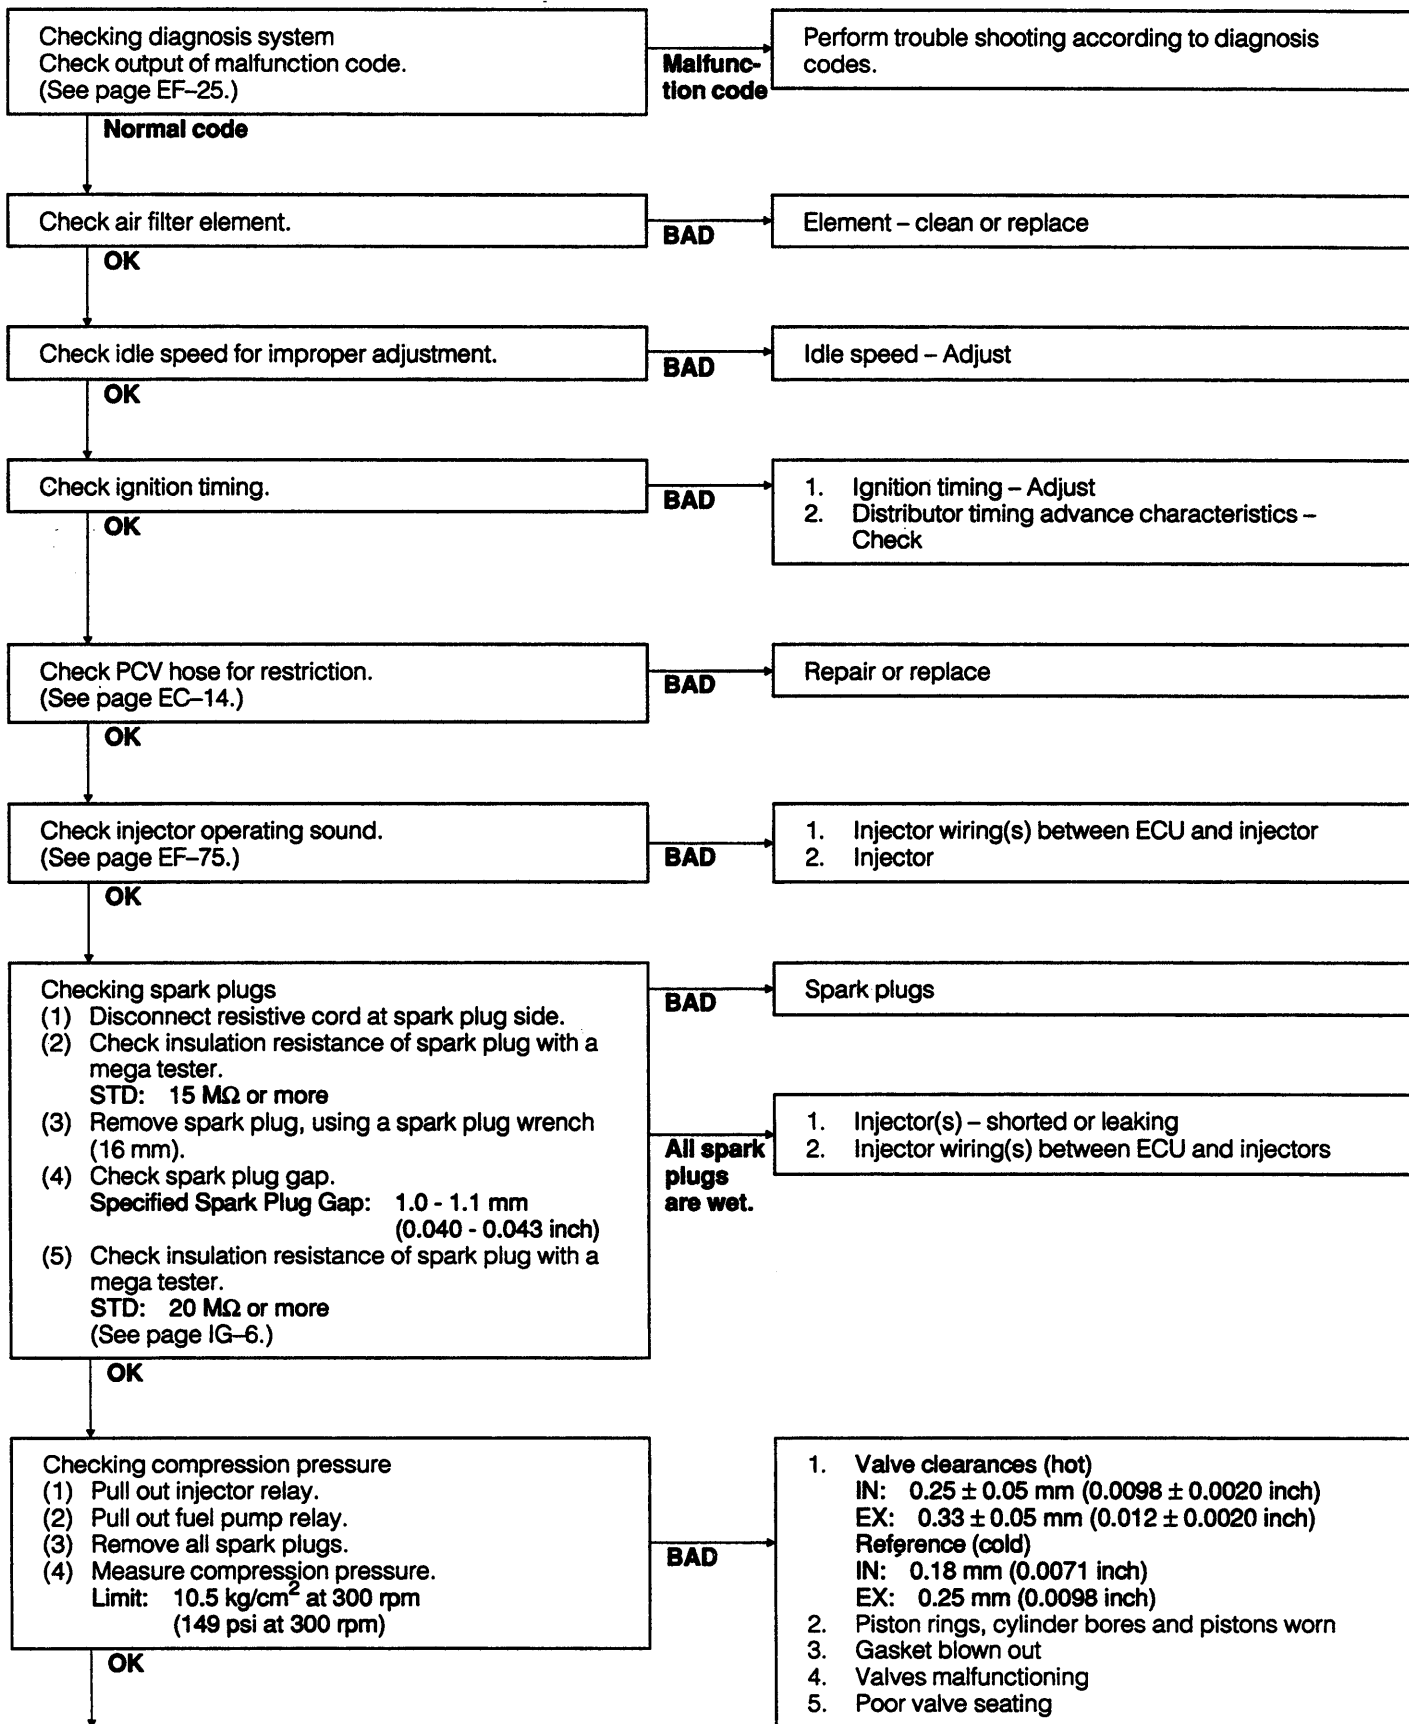 Checking diagnosis system
Check output of malfunction code.
(See page EF–25.)
Malfunc-
tion code
Perform trouble shooting according to diagnosis
codes.
Normal code
Check air filter element.
BAD
Element – clean or replace
OK
Check idle speed for improper adjustment.
BAD
Idle speed – Adjust
OK
Check ignition timing.
BAD
1. Ignition timing – Adjust
2. Distributor timing advance characteristics –
Check
OK
Check PCV hose for restriction.
(See page EC–14.)
BAD
Repair or replace
OK
Check injector operating sound.
(See page EF–75.)
BAD
1. Injector wiring(s) between ECU and injector
2. Injector
OK
Checking spark plugs
(1) Disconnect resistive cord at spark plug side.
(2) Check insulation resistance of spark plug with a
mega tester.
STD: 15 MΩ or more
(3) Remove spark plug, using a spark plug wrench
(16 mm).
(4) Check spark plug gap.
Specified Spark Plug Gap: 1.0 - 1.1 mm
(0.040 - 0.043 inch)
(5) Check insulation resistance of spark plug with a
mega tester.
STD: 20 MΩ or more
(See page IG–6.)
BAD
Spark plugs
All spark
plugs
are wet.
1. Injector(s) – shorted or leaking
2. Injector wiring(s) between ECU and injectors
OK
Checking compression pressure
(1) Pull out injector relay.
(2) Pull out fuel pump relay.
(3) Remove all spark plugs.
(4) Measure compression pressure.
Limit: 10.5 kg/cm² at 300 rpm
(149 psi at 300 rpm)
BAD
1. Valve clearances (hot)
IN: 0.25 ± 0.05 mm (0.0098 ± 0.0020 inch)
EX: 0.33 ± 0.05 mm (0.012 ± 0.0020 inch)
Reference (cold)
IN: 0.18 mm (0.0071 inch)
EX: 0.25 mm (0.0098 inch)
2. Piston rings, cylinder bores and pistons worn
3. Gasket blown out
4. Valves malfunctioning
5. Poor valve seating
OK